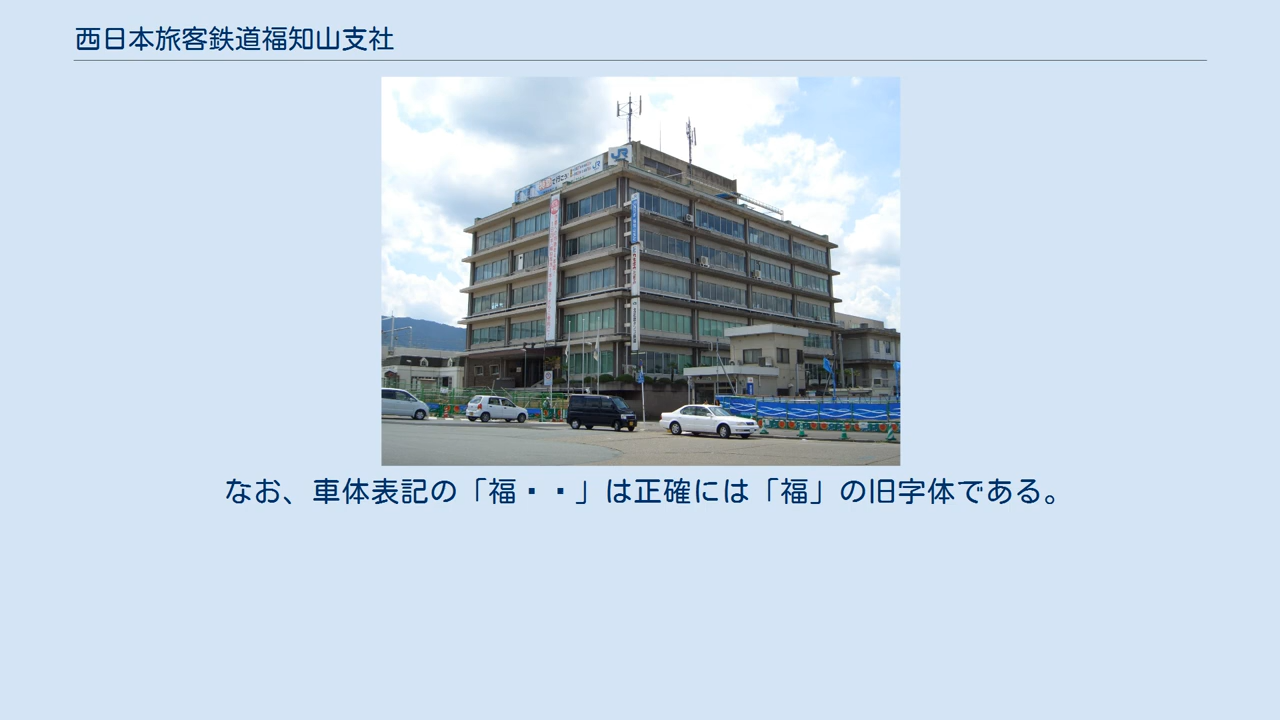 西日本旅客鉄道福知山支社
JR
なお、車体表記の「福・・」は正確には「福」の旧字体である。